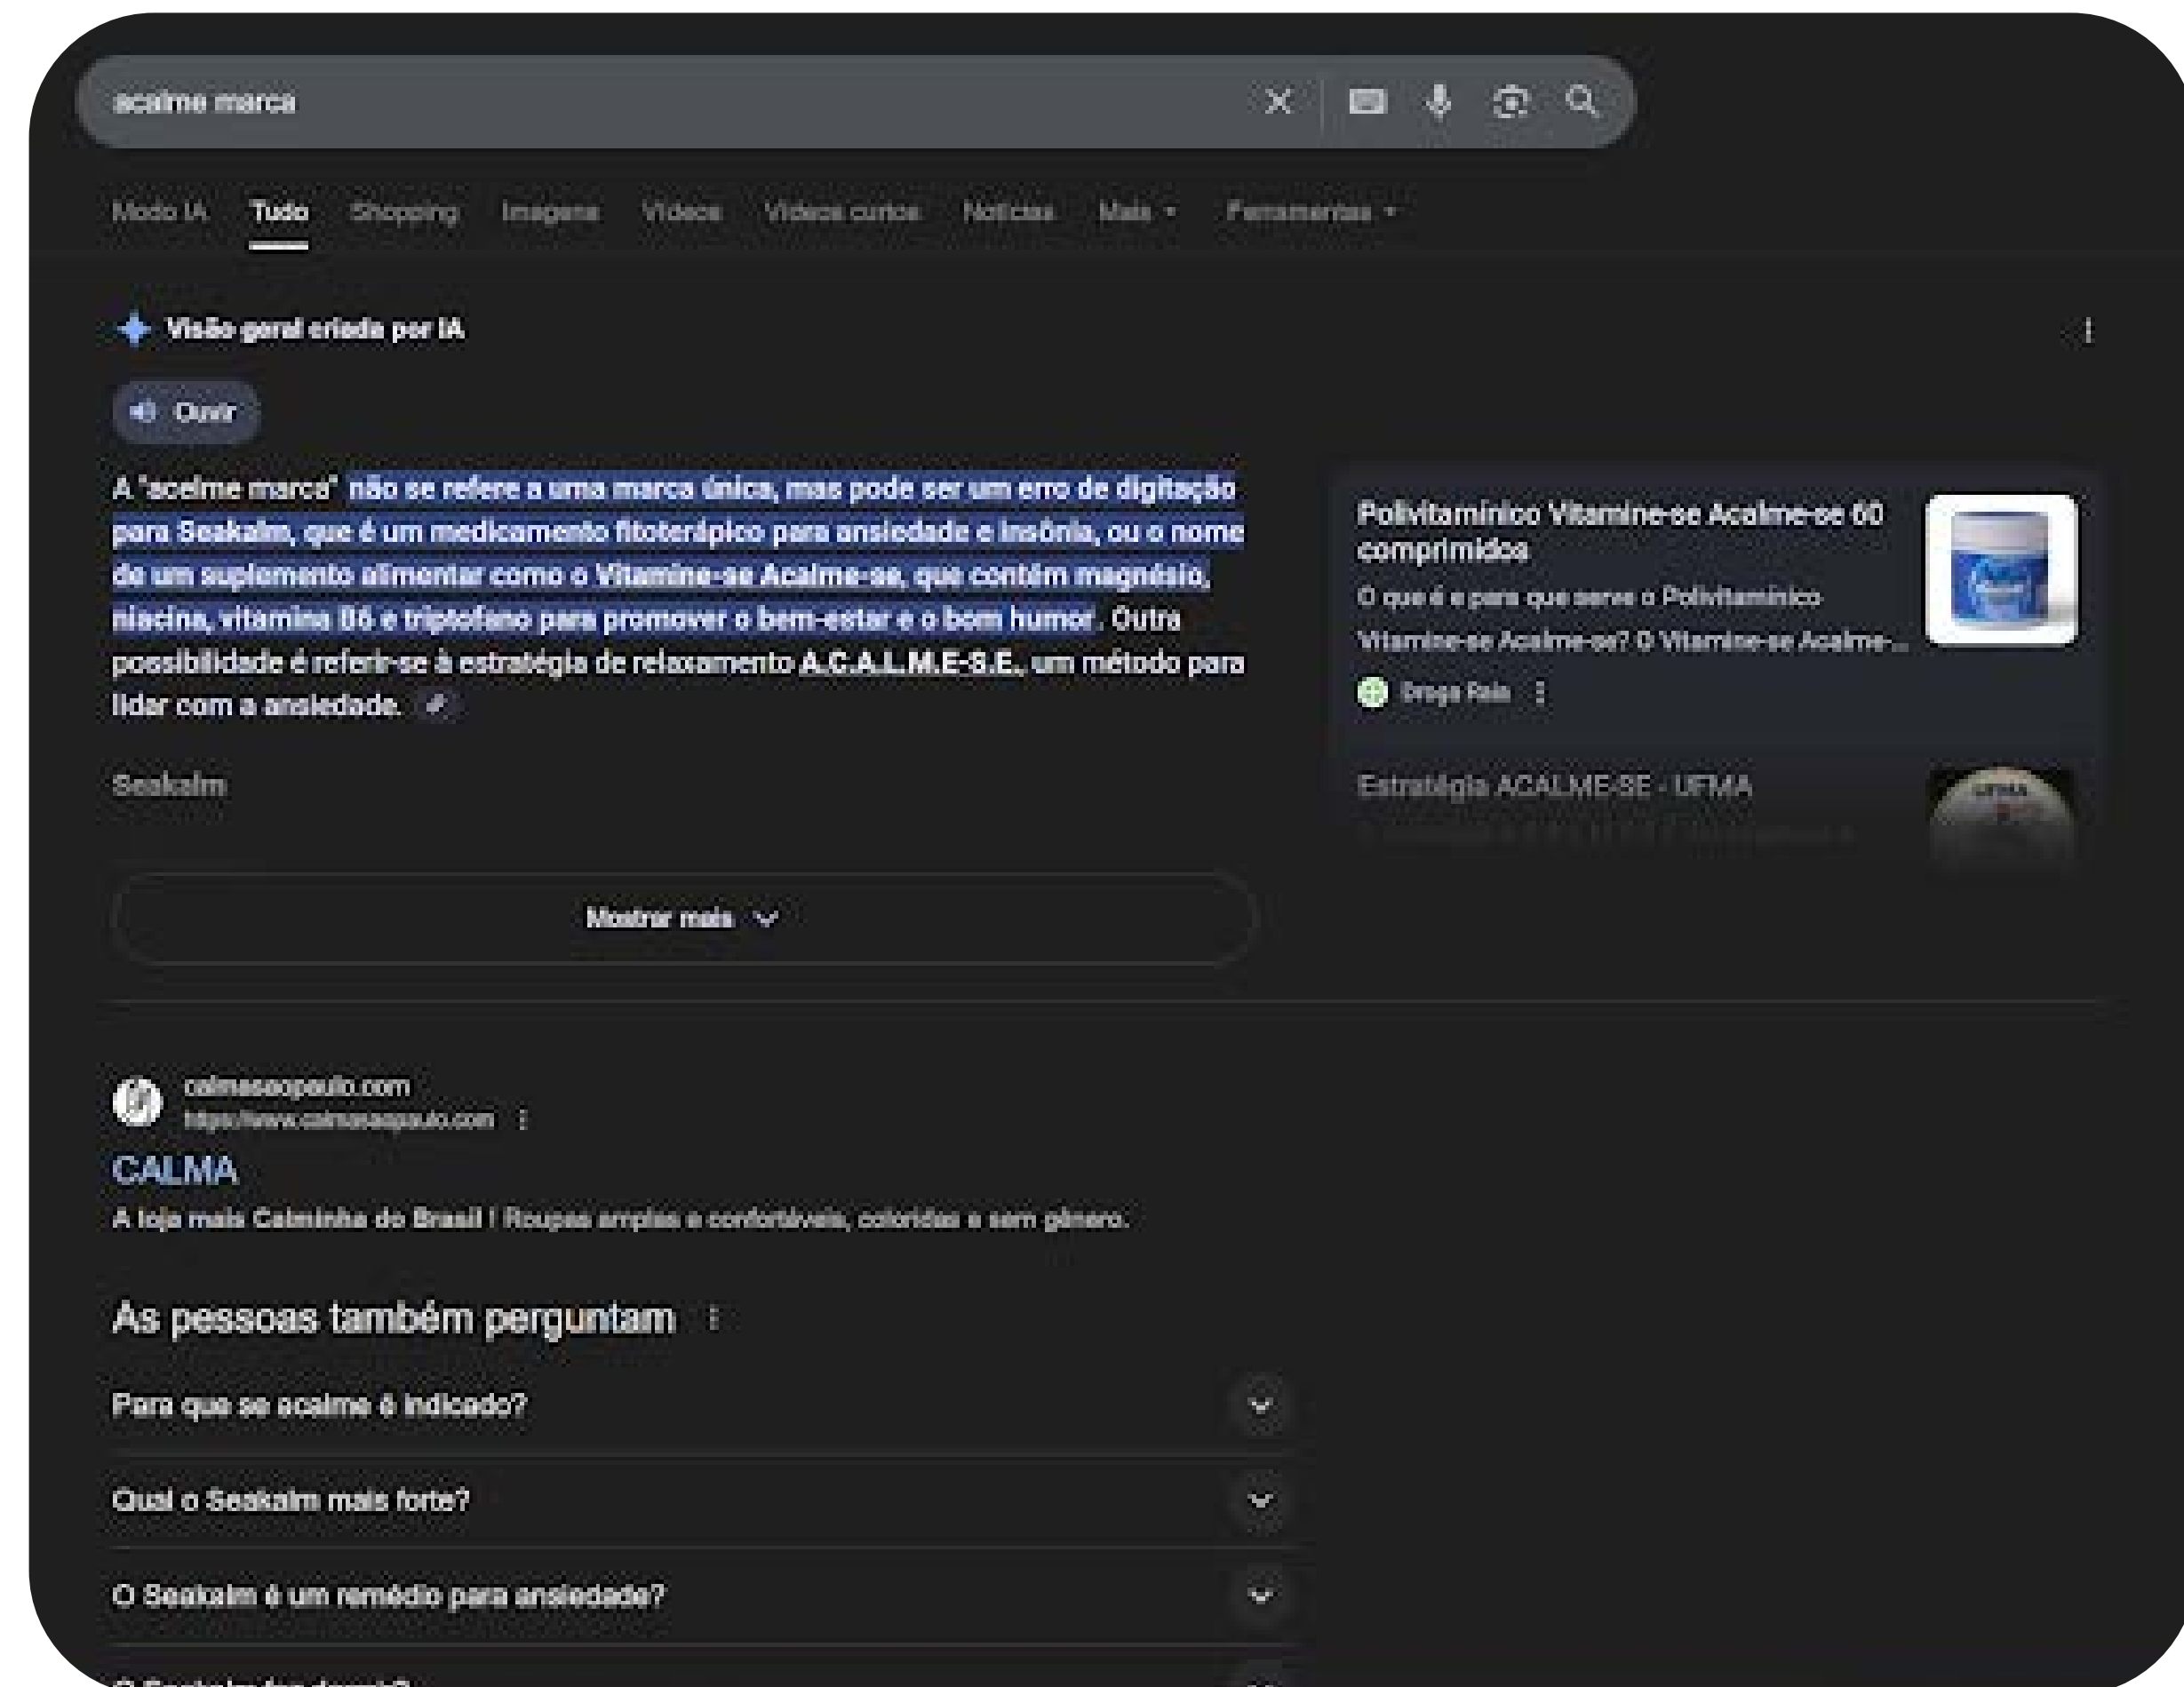 acalme marca
Modo IA Tudo Shopping Imagens Vídeos Vídeos curtos Notícias Mais Ferramentas
Visão geral criada por IA
Ouvir
A "acelme marca" não se refere a uma marca única, mas pode ser um erro de digitação
para Seakalm, que é um medicamento fitoterápico para ansiedade e insônia, ou o nome
de um suplemento alimentar como o Vitamine-se Acalme-se, que contém magnésio,
niacina, vitamina B6 e triptofano para promover o bem-estar e o bom humor. Outra
possibilidade é referir-se à estratégia de relaxamento A.C.A.L.M.E-S.E., um método para
lidar com a ansiedade.
Seakalm
Mostrar mais
Polivitamínico Vitamine-se Acalme-se 60
comprimidos
O que é e para que serve o Polivitamínico
Vitamine-se Acalme-se? O Vitamine-se Acalme-...
Droga Raia
Estratégia ACALME-SE - UFMA
UFMA
calmasaopaulo.com
https://www.calmasaopaulo.com
CALMA
A loja mais Calminha do Brasil ! Roupas amplas e confortáveis, coloridas e sem gênero.
As pessoas também perguntam
Para que se acalme é indicado?
Qual o Seakalm mais forte?
O Seakalm é um remédio para ansiedade?